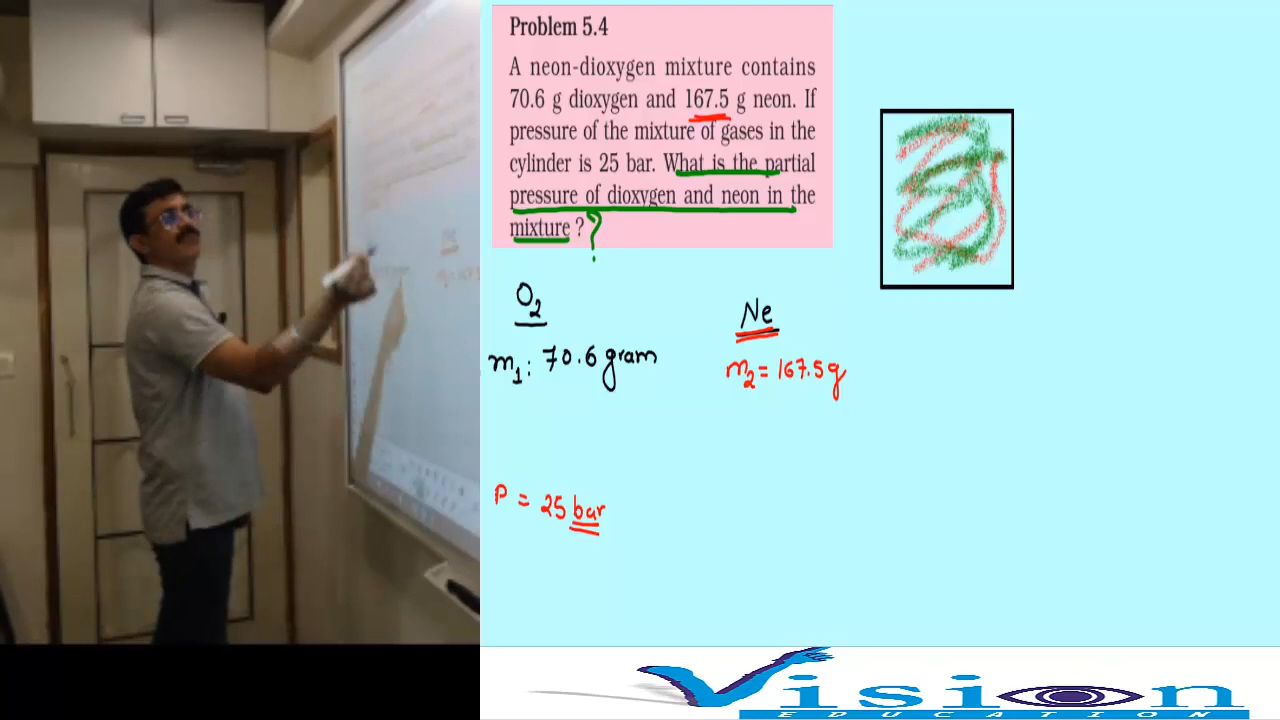 Problem 5.4
A neon-dioxygen mixture contains
70.6 g dioxygen and 167.5 g neon. If
pressure of the mixture of gases in the
cylinder is 25 bar. What is the partial
pressure of dioxygen and neon in the
mixture ? ?
O2
Ne
m1: 70.6 gram
m2 = 167.5g
P = 25 bar
Vision
EDUCATION